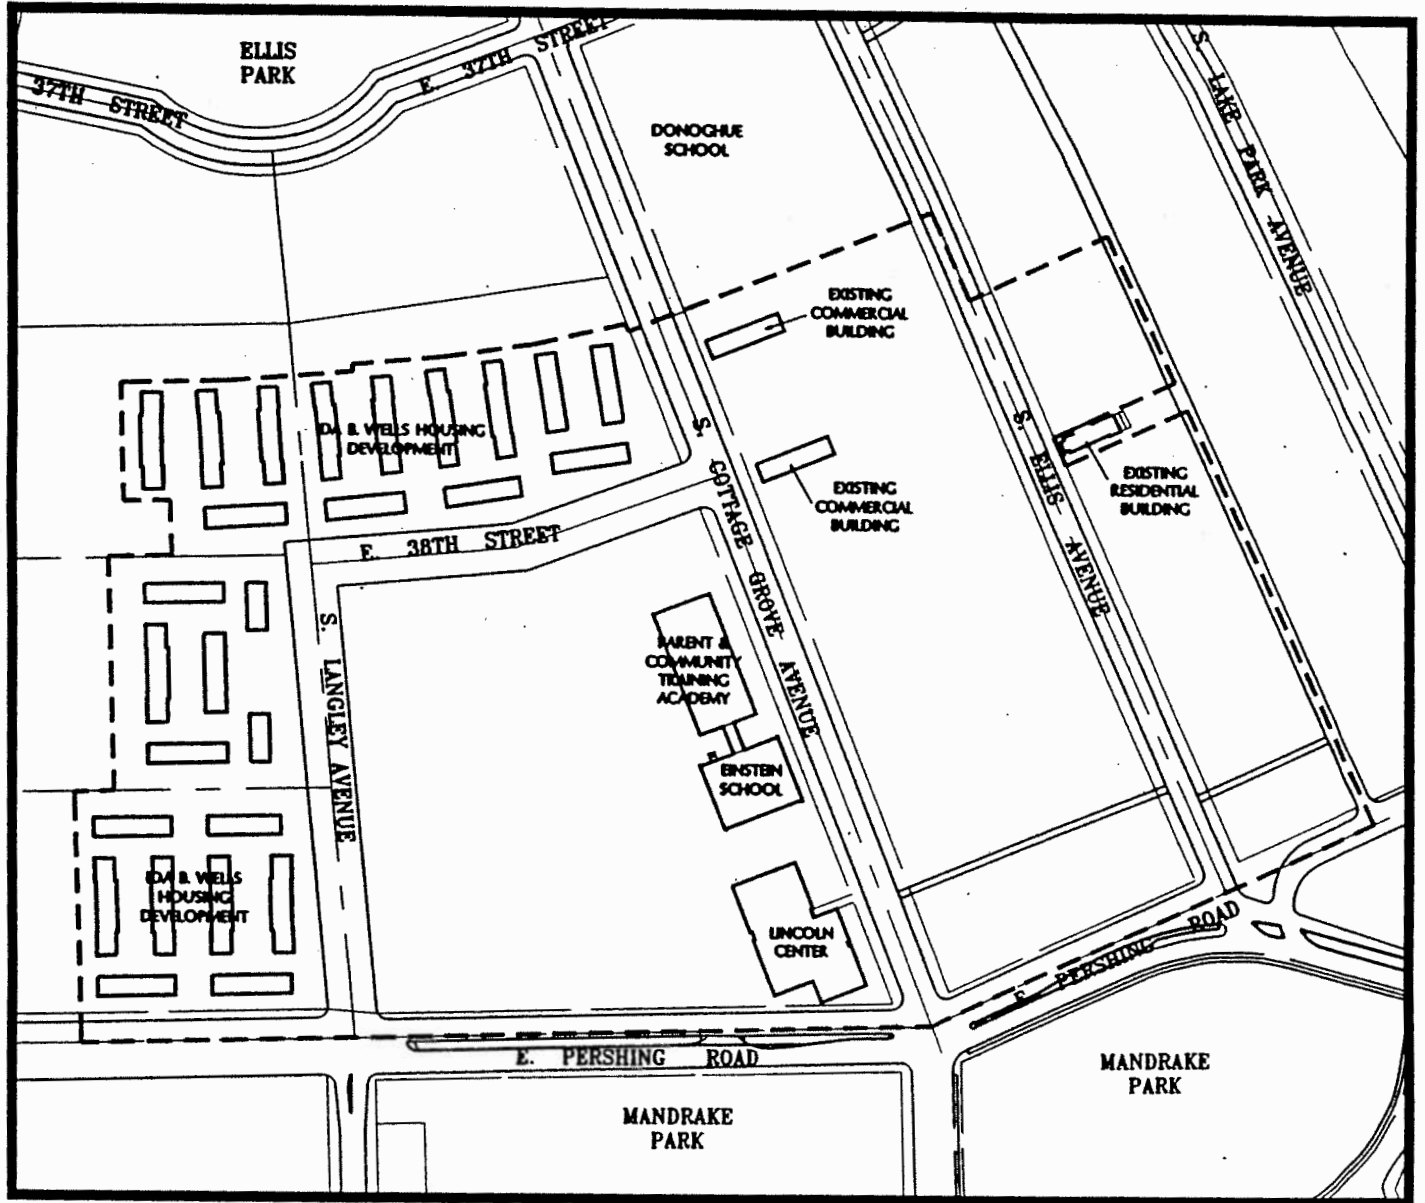 ELLIS
PARK
37TH STREET
E. 37TH STREET
DONOGHUE
SCHOOL
S. LAKE PARK AVENUE
EXISTING
COMMERCIAL
BUILDING
IDA B. WELLS HOUSING
DEVELOPMENT
S. COTTAGE GROVE AVENUE
EXISTING
COMMERCIAL
BUILDING
S. ELLIS AVENUE
EXISTING
RESIDENTIAL
BUILDING
E. 38TH STREET
S. LANGLEY AVENUE
PARENT &
COMMUNITY
TRAINING
ACADEMY
EINSTEIN
SCHOOL
IDA B. WELLS
HOUSING
DEVELOPMENT
LINCOLN
CENTER
E. PERSHING ROAD
E. PERSHING ROAD
MANDRAKE
PARK
MANDRAKE
PARK